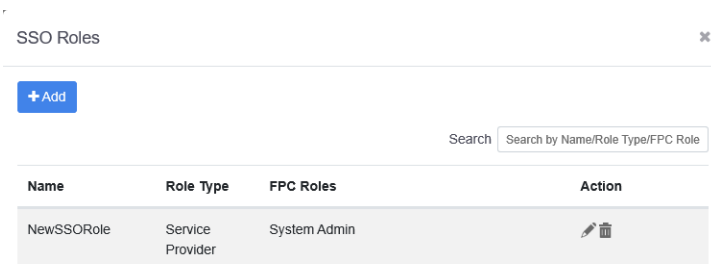 SSO Roles
+ Add
Search Search by Name/Role Type/FPC Role
Name Role Type FPC Roles Action
NewSSORole Service System Admin
Provider